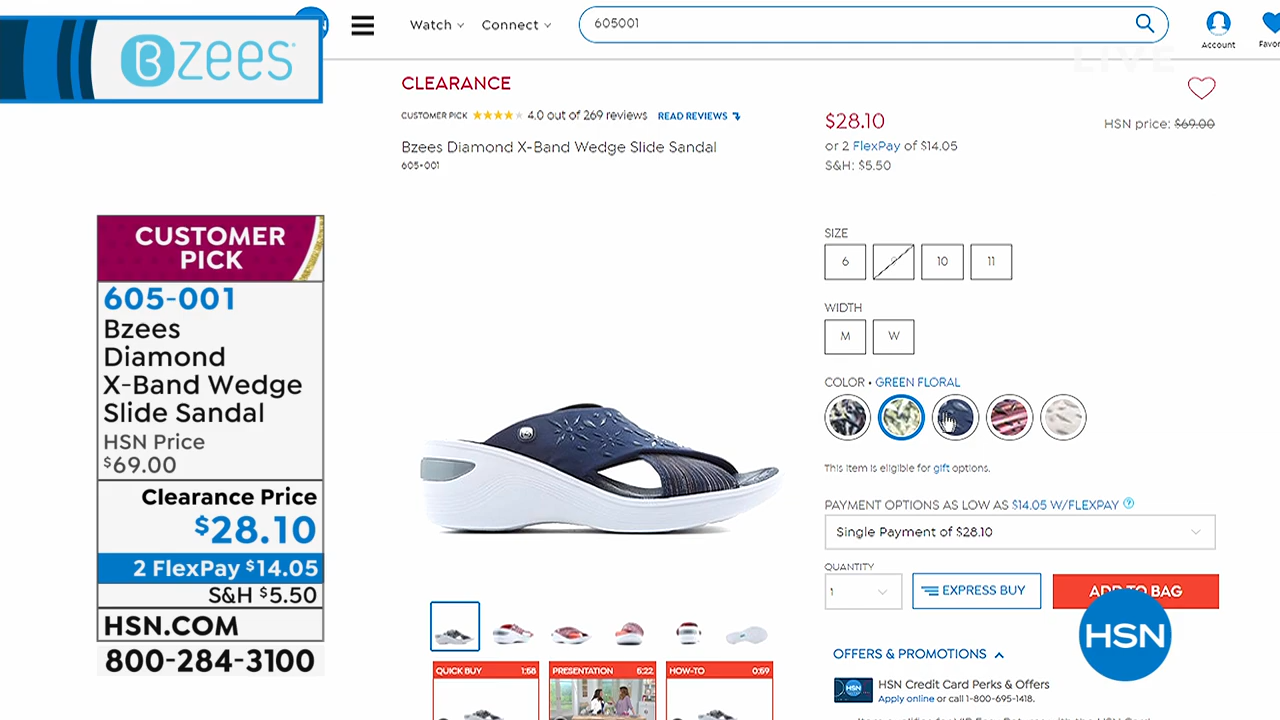 Bzees
CUSTOMER
PICK
605-001
Bzees
Diamond
X-Band Wedge
Slide Sandal
HSN Price
$69.00
Clearance Price
$28.10
2 FlexPay $14.05
S&H $5.50
HSN.COM
800-284-3100
Watch
Connect
605001
Account
LIVE
CLEARANCE
CUSTOMER PICK 4.0 out of 269 reviews READ REVIEWS
Bzees Diamond X-Band Wedge Slide Sandal
605-001
$28.10
HSN price: $69.00
or 2 FlexPay of $14.05
S&H: $5.50
SIZE
6 10 11
WIDTH
M W
COLOR • GREEN FLORAL
This item is eligible for gift options.
PAYMENT OPTIONS AS LOW AS $14.05 W/FLEXPAY ?
Single Payment of $28.10
QUANTITY
1
EXPRESS BUY
ADD TO BAG
HSN
OFFERS & PROMOTIONS
HSN
HSN Credit Card Perks & Offers
Apply online or call 1-800-695-1418.
QUICK BUY 1:58
PRESENTATION 5:22
HOW-TO 0:59